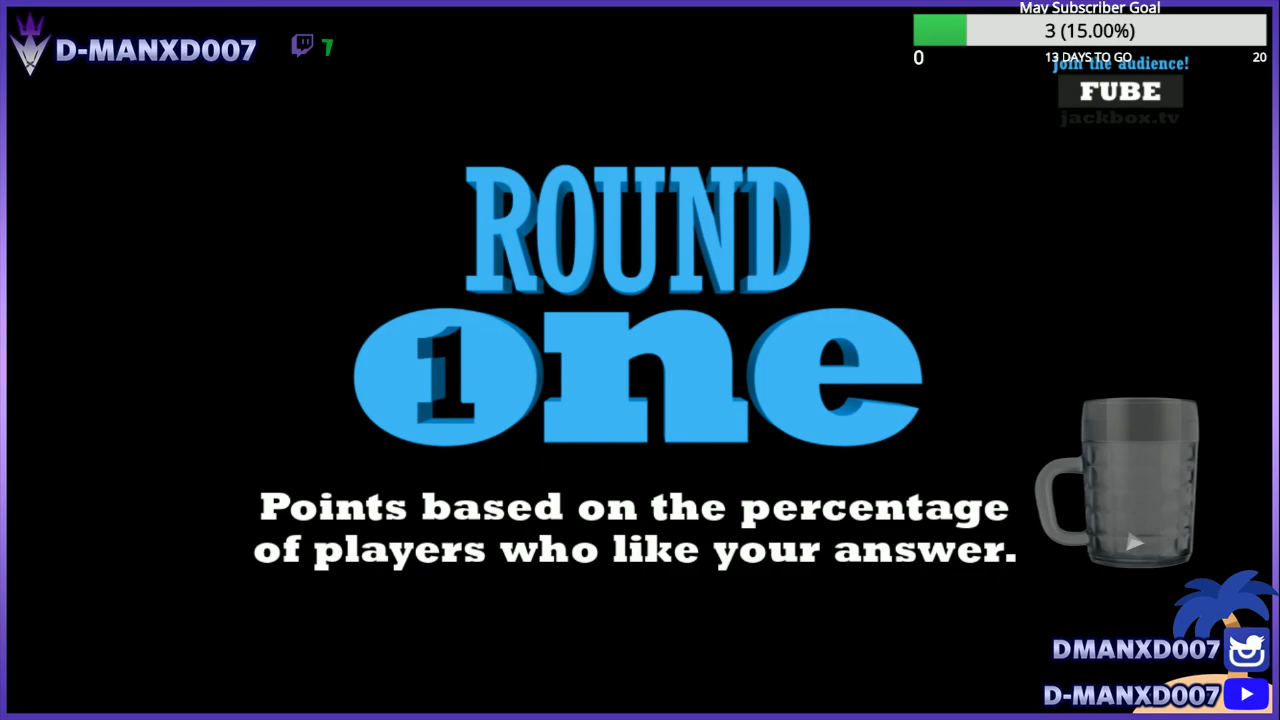 May Subscriber Goal
D-MANXD007
7
3 (15.00%)
0
13 DAYS TO GO
20
join the audience!
FUBE
jackbox.tv
ROUND
One
1
Points based on the percentage
of players who like your answer.
DMANXD007
D-MANXD007